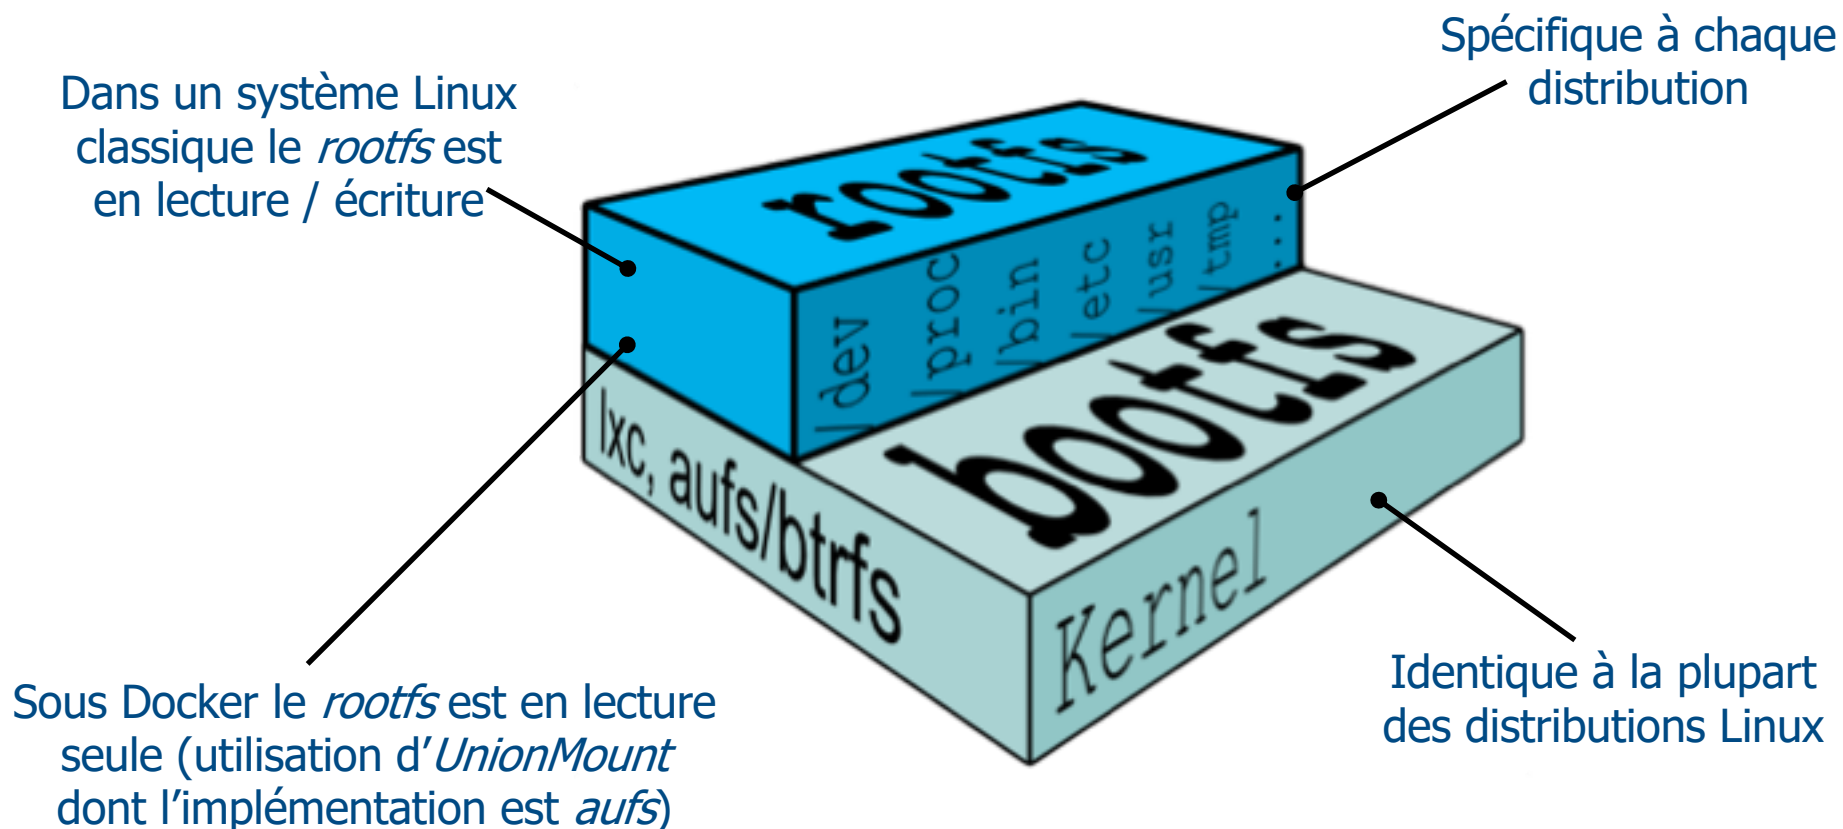 Spécifique à chaque
distribution
Dans un système Linux
classique le rootfs est
en lecture / écriture
rootfs
/dev
/proc
/bin
/etc
/usr
/tmp
...
bootfs
lxc, aufs/btrfs
Kernel
Identique à la plupart
des distributions Linux
Sous Docker le rootfs est en lecture
seule (utilisation d’UnionMount
dont l’implémentation est aufs)